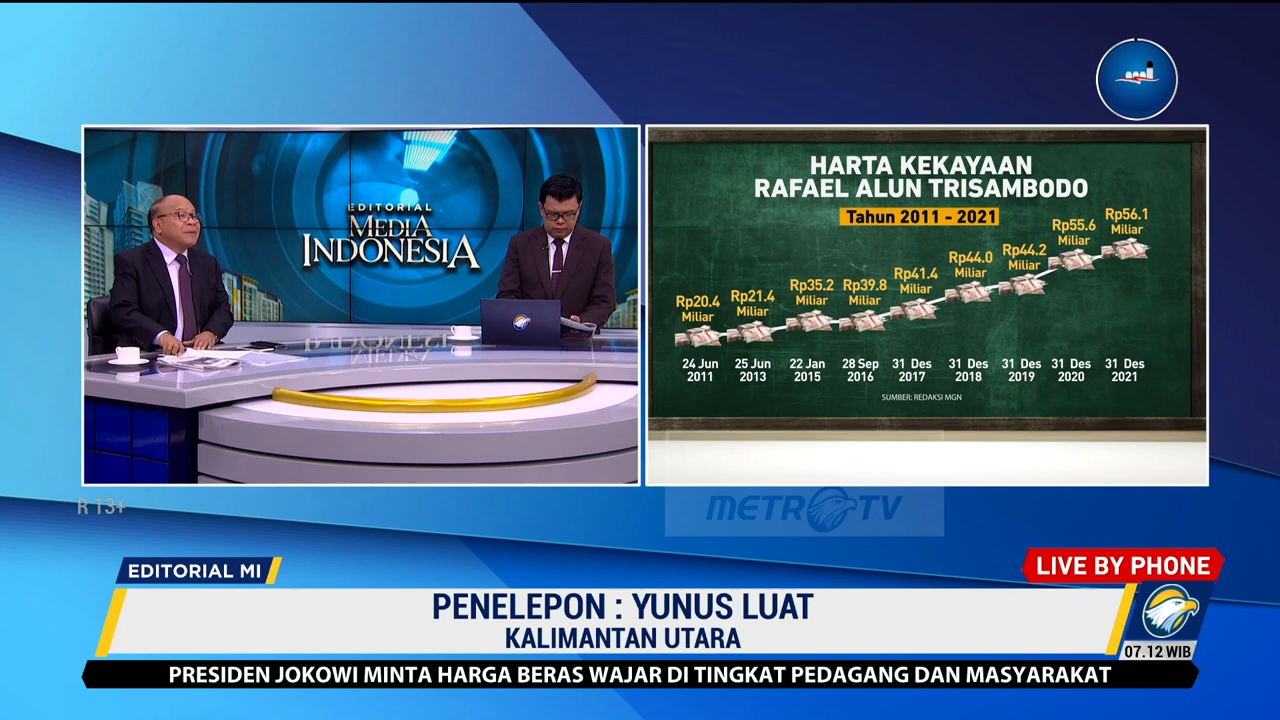 EDITORIAL
MEDIA
INDONESIA
HARTA KEKAYAAN
RAFAEL ALUN TRISAMBODO
Tahun 2011 - 2021
Rp20.4
Miliar
Rp21.4
Miliar
Rp35.2
Miliar
Rp39.8
Miliar
Rp41.4
Miliar
Rp44.0
Miliar
Rp44.2
Miliar
Rp55.6
Miliar
Rp56.1
Miliar
24 Jun
2011
25 Jun
2013
22 Jan
2015
28 Sep
2016
31 Des
2017
31 Des
2018
31 Des
2019
31 Des
2020
31 Des
2021
SUMBER: REDAKSI MGN
R 13+
METRO TV
EDITORIAL MI
LIVE BY PHONE
PENELEPON : YUNUS LUAT
KALIMANTAN UTARA
07.12 WIB
PRESIDEN JOKOWI MINTA HARGA BERAS WAJAR DI TINGKAT PEDAGANG DAN MASYARAKAT